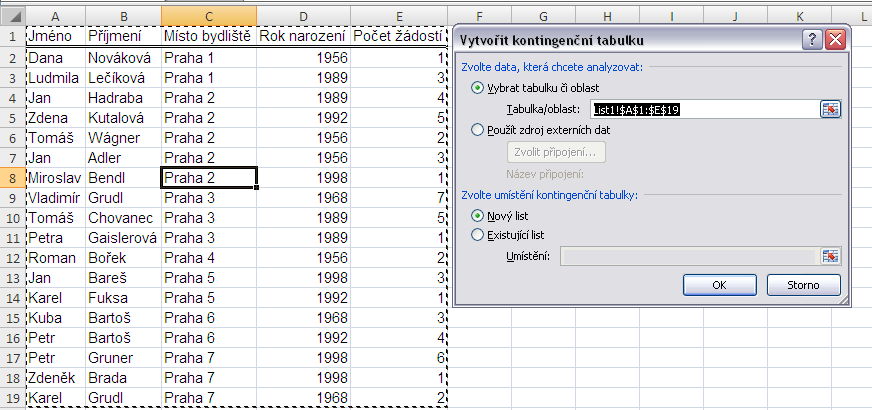 A B C D E F G H I J K L
1 Jméno Příjmení Místo bydliště Rok narození Počet žádostí
2 Dana Nováková Praha 1 1956 1
3 Ludmila Lečíková Praha 1 1989 3
4 Jan Hadraba Praha 2 1989 4
5 Zdena Kutalová Praha 2 1992 5
6 Tomáš Wágner Praha 2 1956 2
7 Jan Adler Praha 2 1956 3
8 Miroslav Bendl Praha 2 1998 1
9 Vladimír Grudl Praha 3 1968 7
10 Tomáš Chovanec Praha 3 1989 5
11 Petra Gaislerová Praha 3 1989 1
12 Roman Bořek Praha 4 1956 2
13 Jan Bareš Praha 5 1998 3
14 Karel Fuksa Praha 5 1992 1
15 Kuba Bartoš Praha 6 1968 3
16 Petr Bartoš Praha 6 1992 4
17 Petr Gruner Praha 7 1998 6
18 Zdeněk Brada Praha 7 1998 1
19 Karel Grudl Praha 7 1968 2
Vytvořit kontingenční tabulku
Zvolte data, která chcete analyzovat:
Vybrat tabulku či oblast
Tabulka/oblast: List1!$A$1:$E$19
Použít zdroj externích dat
Zvolit připojení...
Název připojení:
Zvolte umístění kontingenční tabulky:
Nový list
Existující list
Umístění:
OK Storno